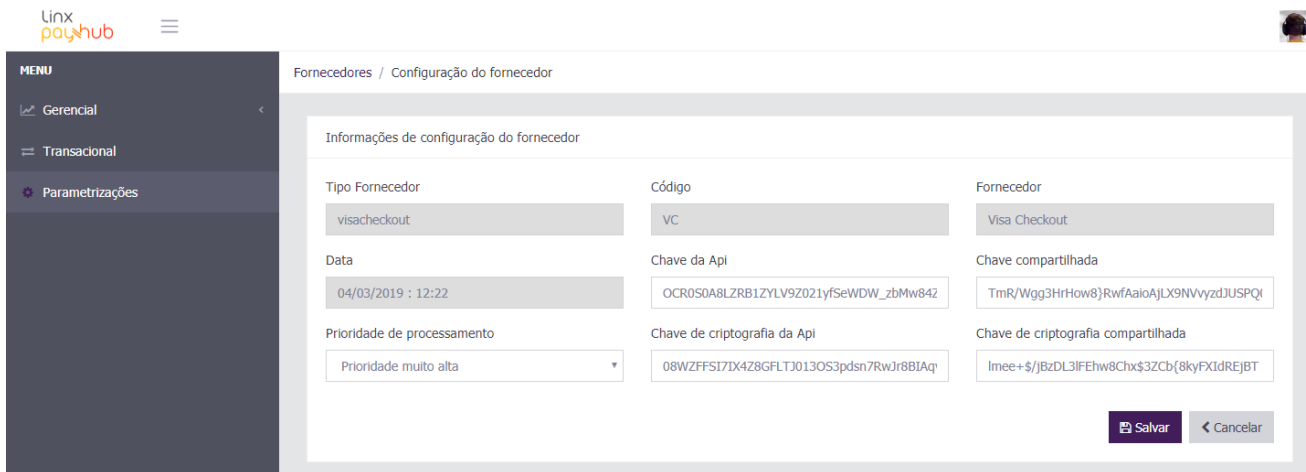 Linx
pay hub
MENU
Fornecedores / Configuração do fornecedor
Gerencial
Informações de configuração do fornecedor
Transacional
Parametrizações
Tipo Fornecedor Código Fornecedor
visacheckout VC Visa Checkout
Data Chave da Api Chave compartilhada
04/03/2019 : 12:22 OCR0S0A8LZRB1ZYLV9Z021yfSeWDW_zbMw84Z TmR/Wgg3HrHow8}RwfAaioAjLX9NVvyzdJUSPQ
Prioridade de processamento Chave de criptografia da Api Chave de criptografia compartilhada
Prioridade muito alta 08WZFFSI7IX4Z8GFLTJ013OS3pdsn7RwJr8BIAq lmee+$/jBzDL3lFEhw8Chx$3ZCb{8kyFXIdREjBT
Salvar Cancelar